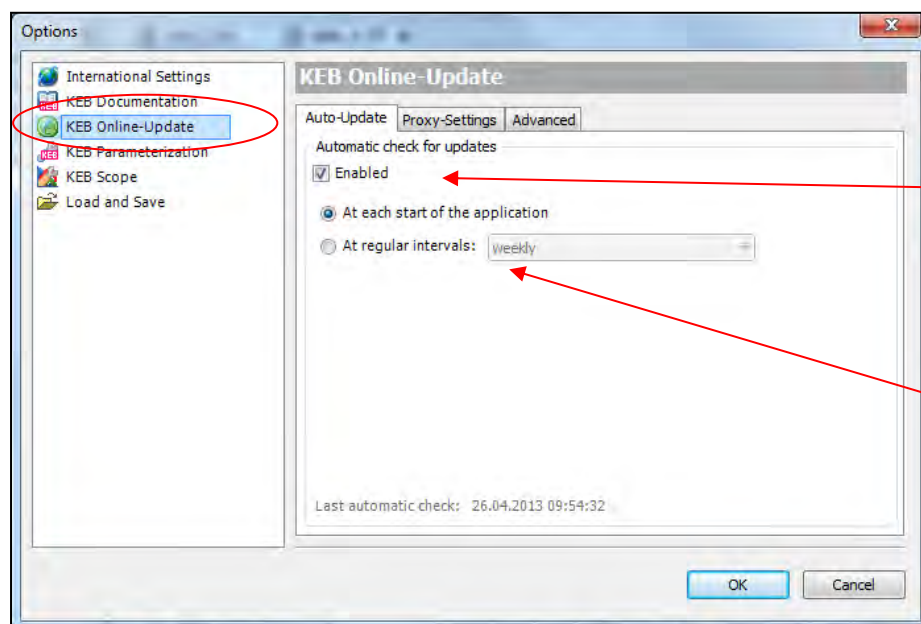 Options
International Settings
KEB Documentation
KEB Online-Update
KEB Parameterization
KEB Scope
Load and Save
KEB Online-Update
Auto-Update Proxy-Settings Advanced
Automatic check for updates
Enabled
At each start of the application
At regular intervals: weekly
Last automatic check: 26.04.2013 09:54:32
OK Cancel